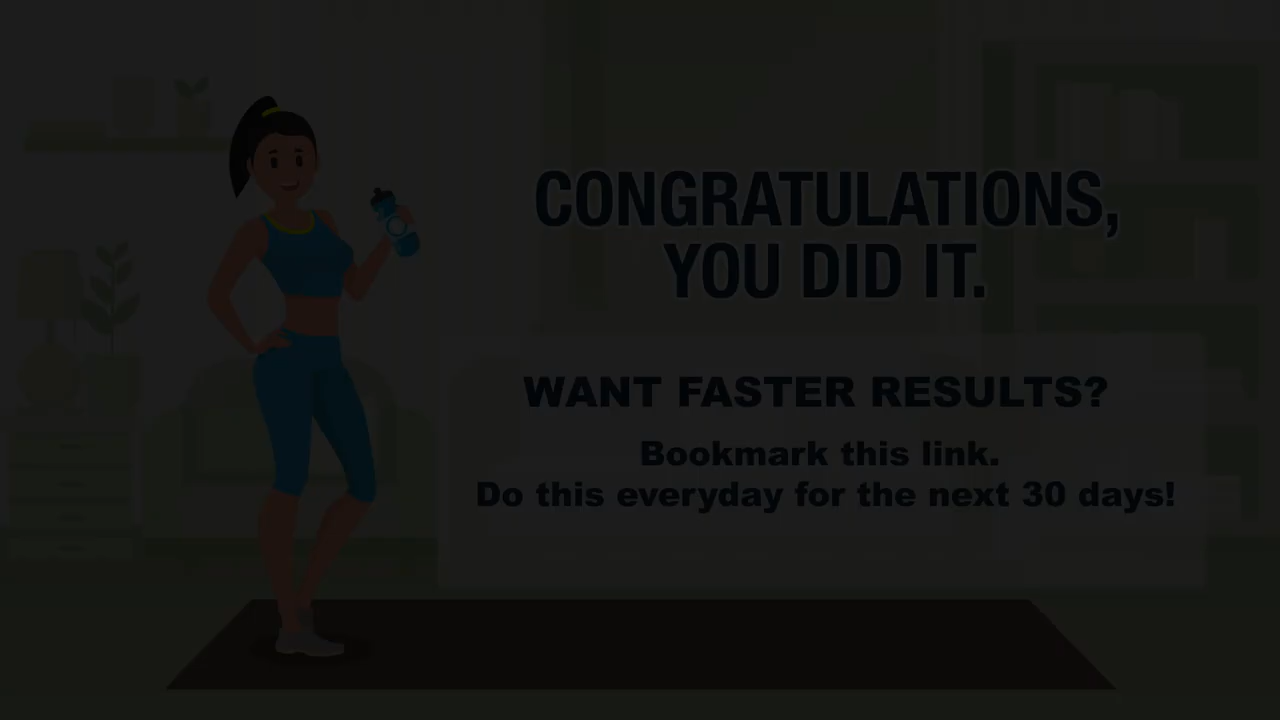 CONGRATULATIONS,
YOU DID IT.
WANT FASTER RESULTS?
Bookmark this link.
Do this everyday for the next 30 days!